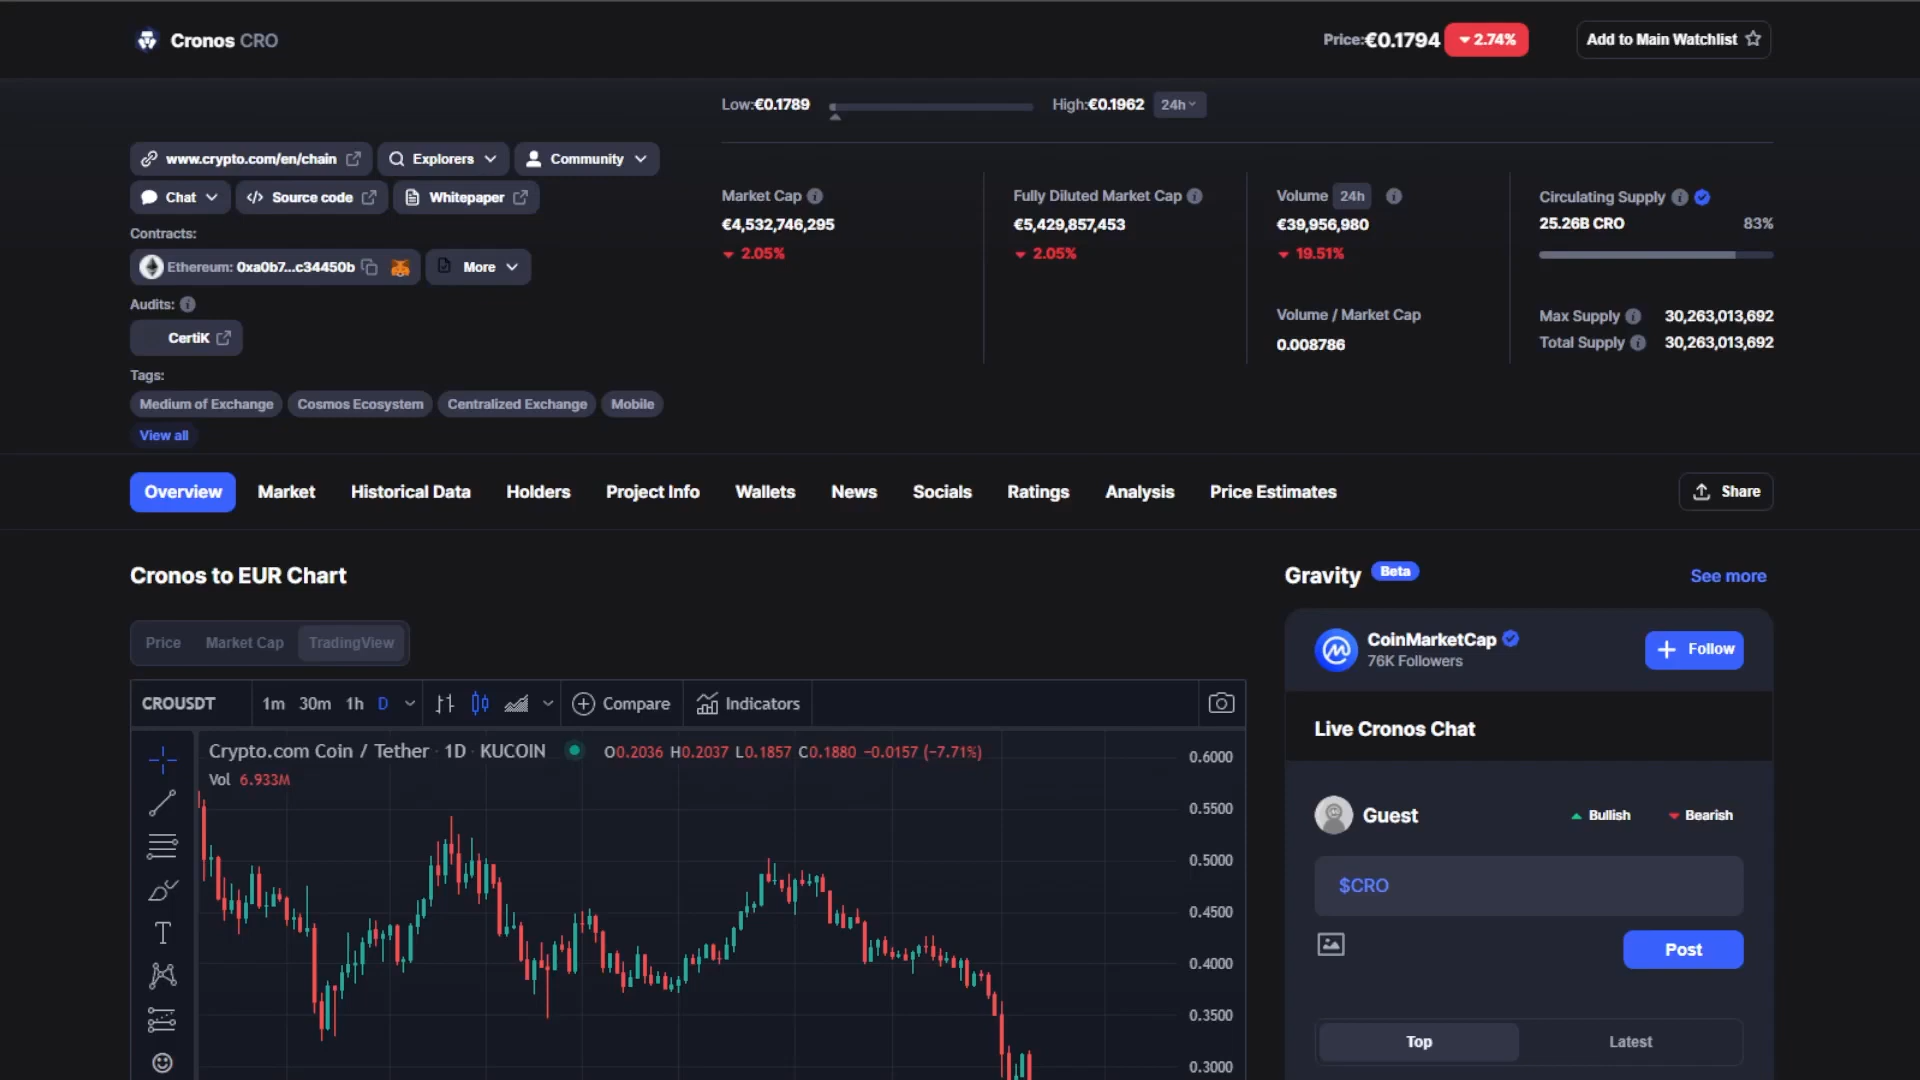 Cronos CRO
Price:€0.1794 2.74%
Add to Main Watchlist
Low:€0.1789
High:€0.1962 24h
www.crypto.com/en/chain
Explorers
Community
Chat
Source code
Whitepaper
Contracts:
Ethereum: 0xa0b7...c34450b
More
Audits:
CertiK
Tags:
Medium of Exchange
Cosmos Ecosystem
Centralized Exchange
Mobile
View all
Market Cap
€4,532,746,295
2.05%
Fully Diluted Market Cap
€5,429,857,453
2.05%
Volume 24h
€39,956,980
19.51%
Volume / Market Cap
0.008786
Circulating Supply
25.26B CRO 83%
Max Supply 30,263,013,692
Total Supply 30,263,013,692
Overview
Market
Historical Data
Holders
Project Info
Wallets
News
Socials
Ratings
Analysis
Price Estimates
Share
Cronos to EUR Chart
Price
Market Cap
TradingView
CROUSDT
1m 30m 1h D
Compare
Indicators
Crypto.com Coin / Tether · 1D · KUCOIN
O0.2036 H0.2037 L0.1857 C0.1880 −0.0157 (−7.71%)
Vol 6.933M
0.6000
0.5500
0.5000
0.4500
0.4000
0.3500
0.3000
Gravity Beta
See more
CoinMarketCap
76K Followers
Follow
Live Cronos Chat
Guest
Bullish
Bearish
$CRO
Post
Top
Latest